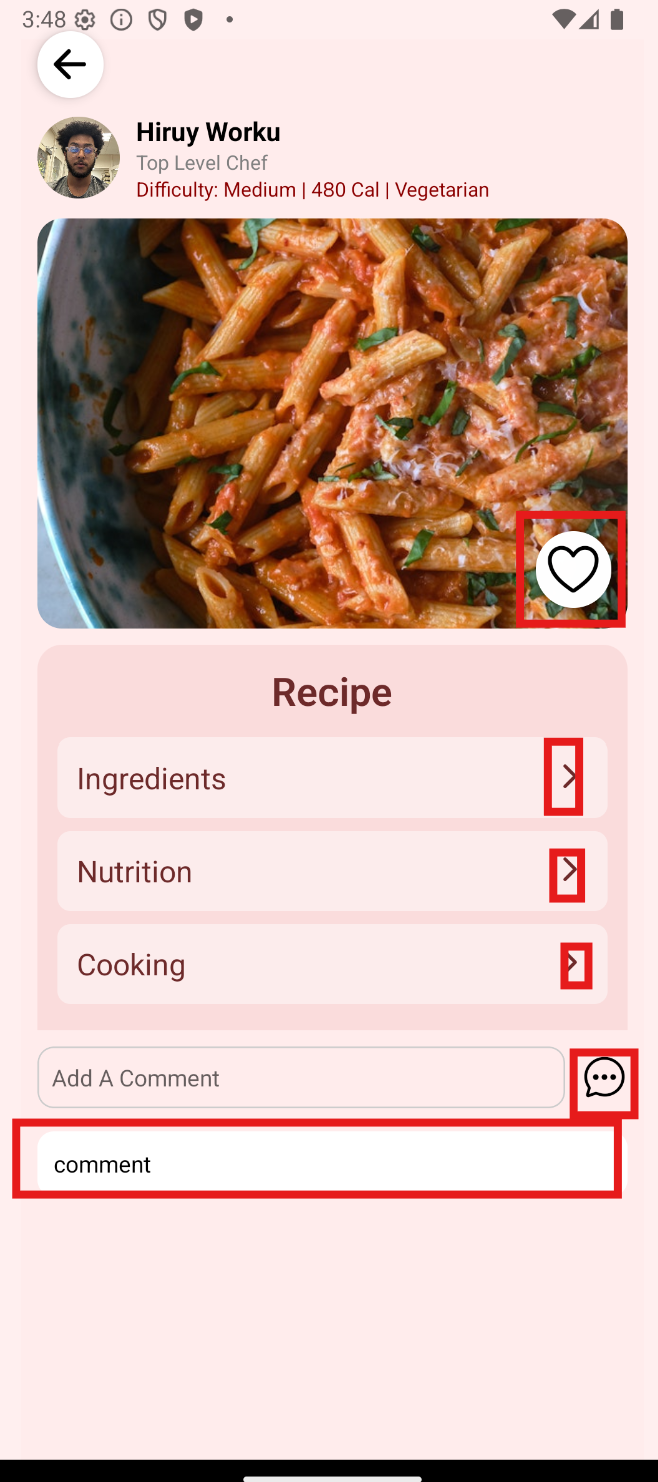 3:48
Hiruy Worku
Top Level Chef
Difficulty: Medium | 480 Cal | Vegetarian
Recipe
Ingredients
Nutrition
Cooking
Add A Comment
comment